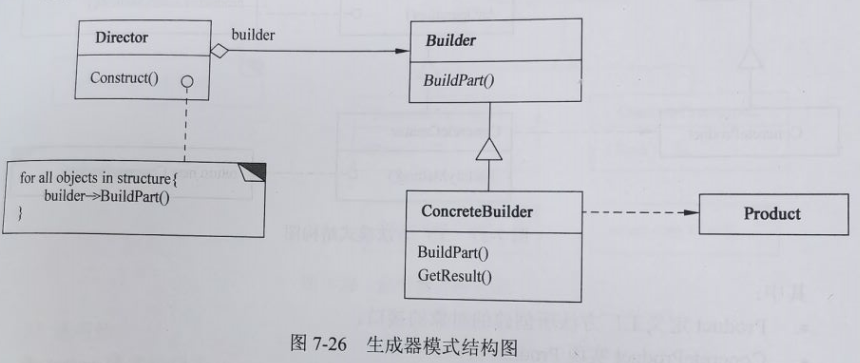 Director
builder
Builder
Construct()
BuildPart()
for all objects in structure{
builder→BuildPart()
}
ConcreteBuilder
Product
BuildPart()
GetResult()
图 7-26 生成器模式结构图